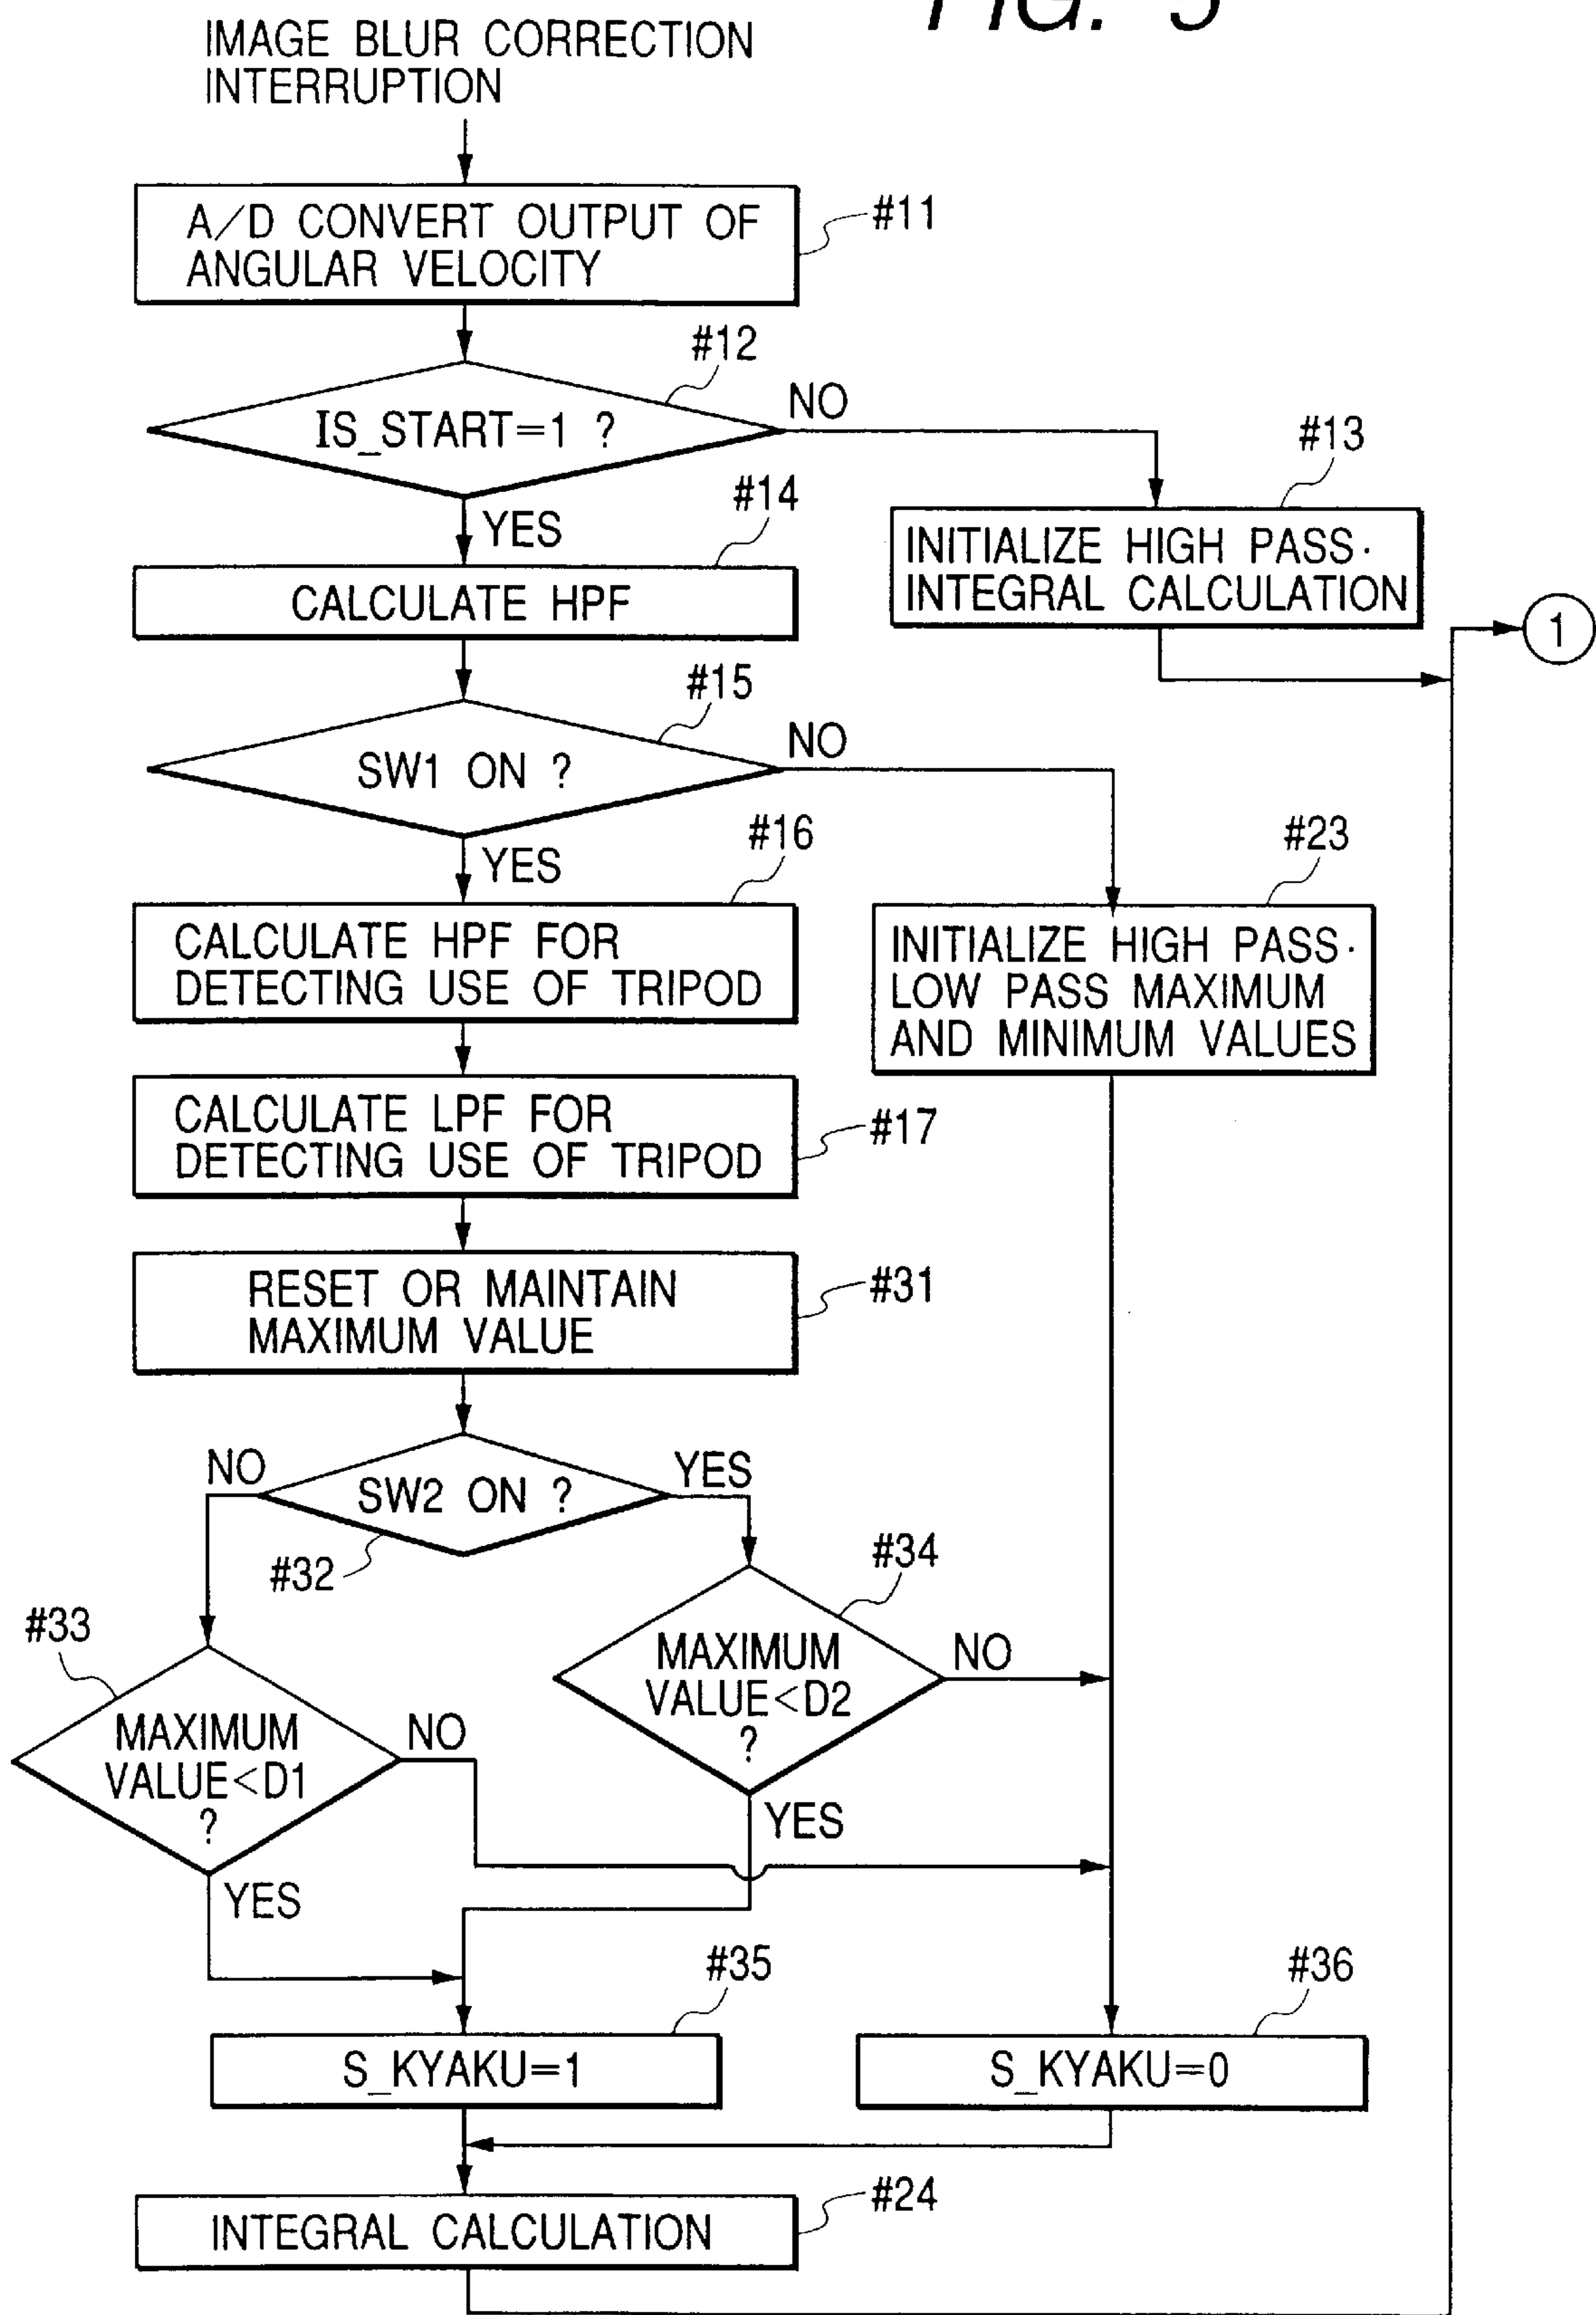 FIG. 5
IMAGE BLUR CORRECTION
INTERRUPTION
A/D CONVERT OUTPUT OF
ANGULAR VELOCITY
#11
#12
IS_START=1 ?
NO
YES
#13
INITIALIZE HIGH PASS·
INTEGRAL CALCULATION
1
#14
CALCULATE HPF
#15
SW1 ON ?
NO
YES
#16
CALCULATE HPF FOR
DETECTING USE OF TRIPOD
#23
INITIALIZE HIGH PASS·
LOW PASS MAXIMUM
AND MINIMUM VALUES
CALCULATE LPF FOR
DETECTING USE OF TRIPOD
#17
RESET OR MAINTAIN
MAXIMUM VALUE
#31
NO
SW2 ON ?
YES
#32
#34
MAXIMUM
VALUE<D2
?
NO
YES
#33
MAXIMUM
VALUE<D1
?
NO
YES
#35
S_KYAKU=1
#36
S_KYAKU=0
INTEGRAL CALCULATION
#24